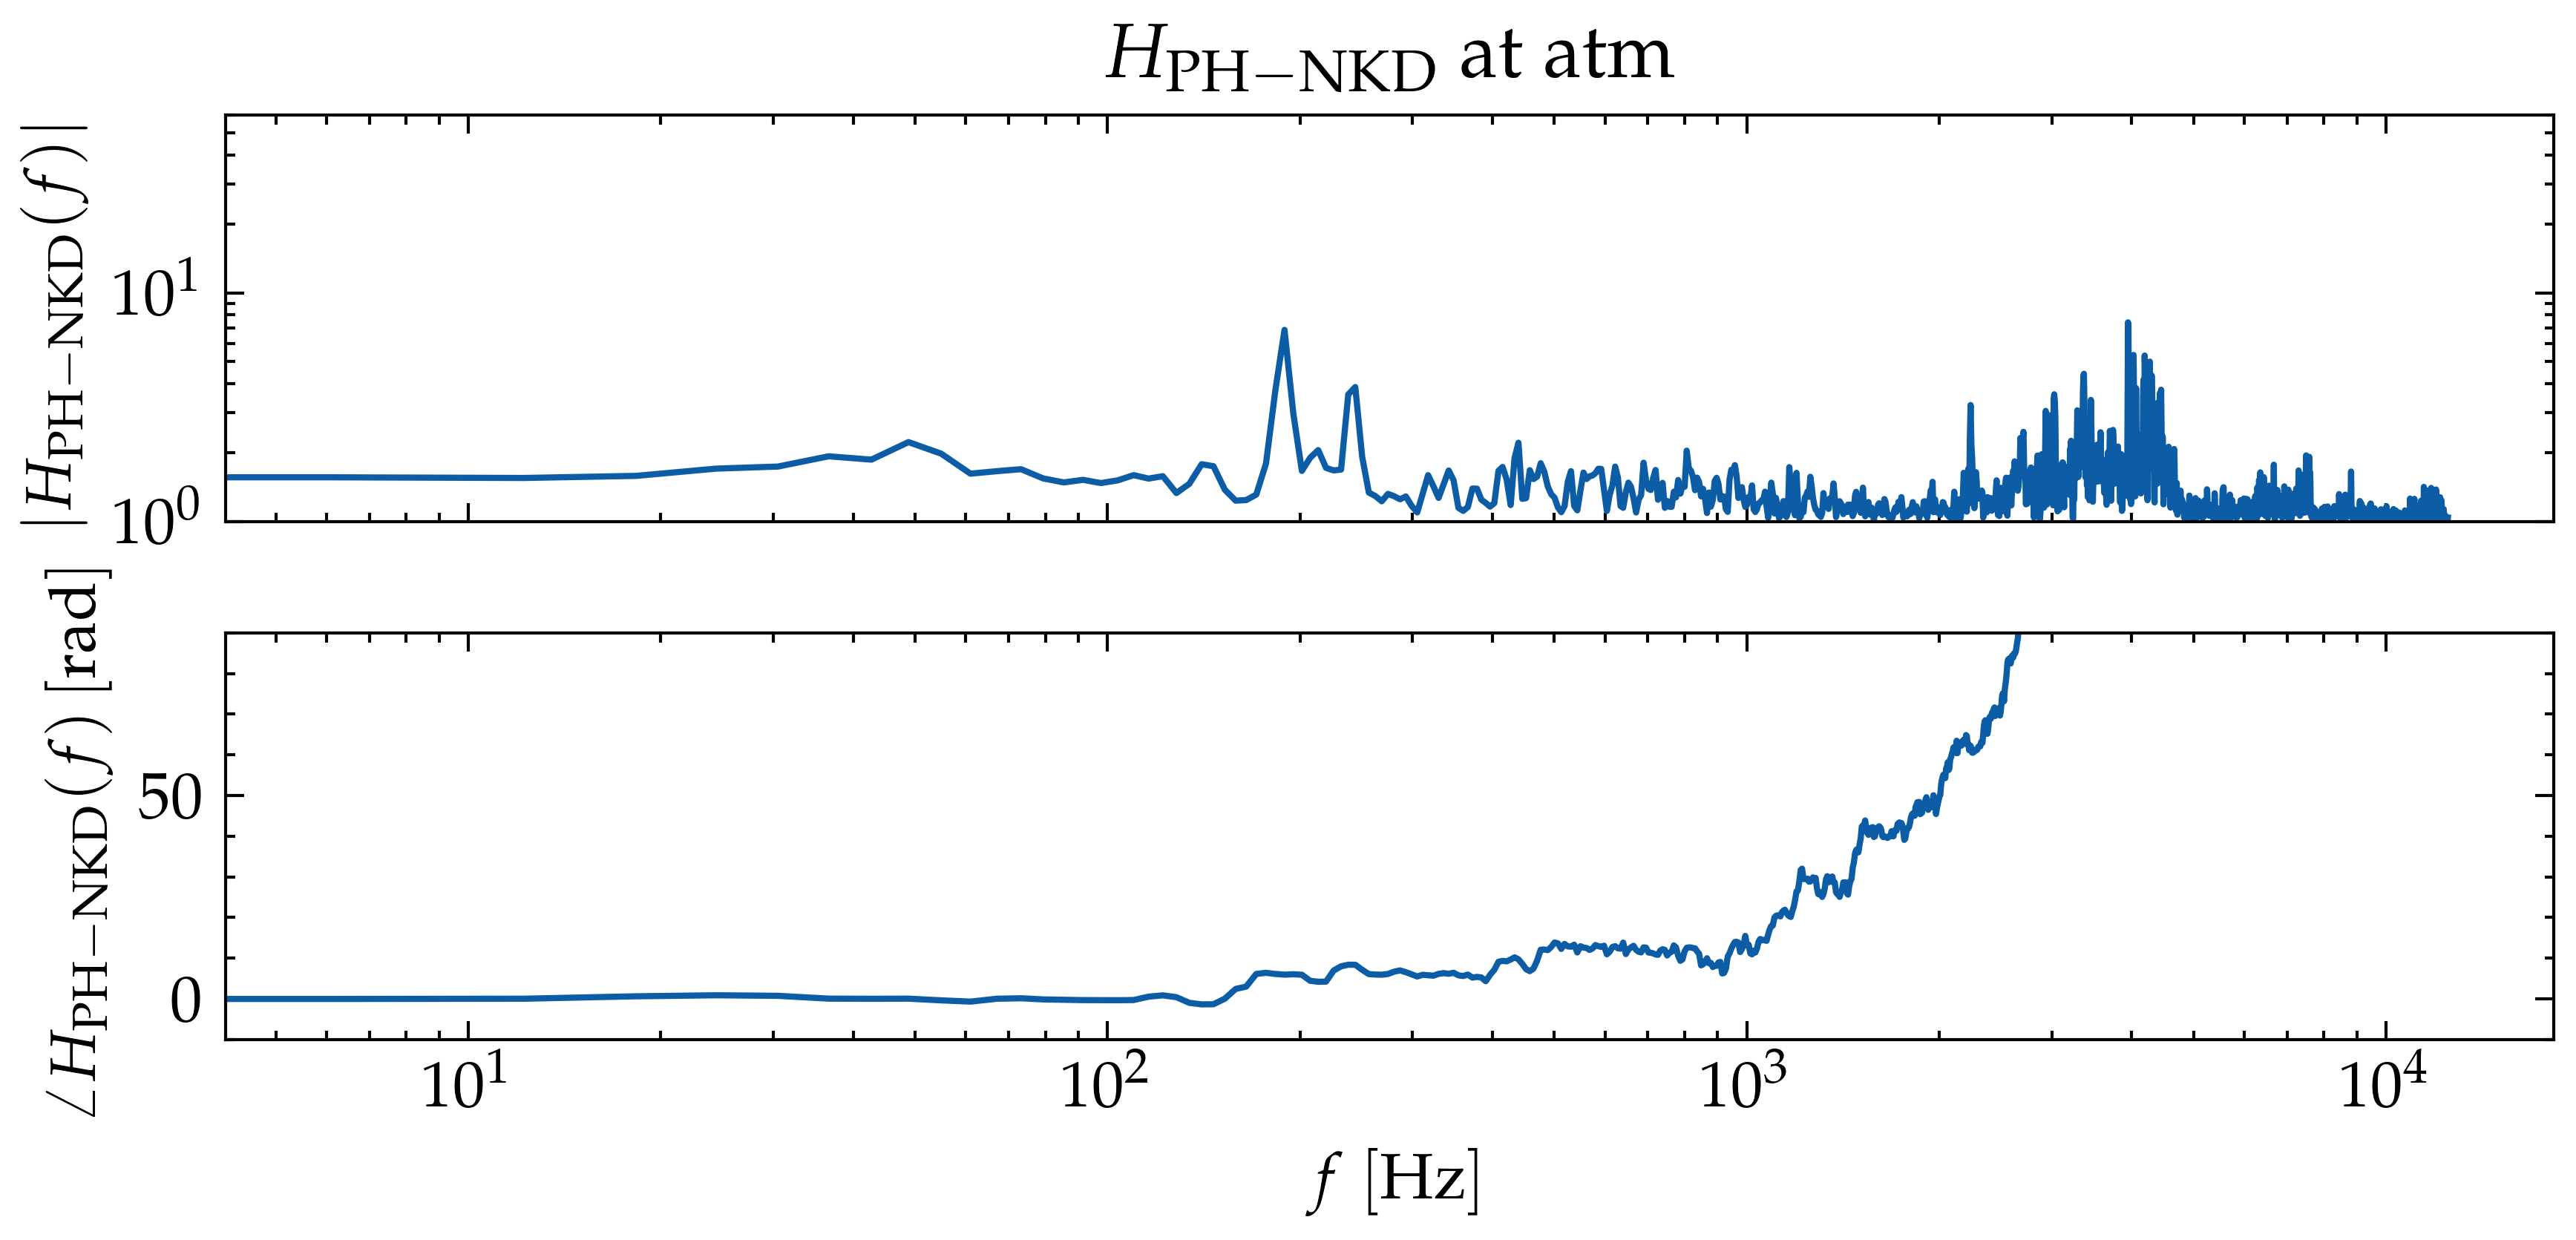 H_PH−NKD at atm
|H_PH−NKD(f)|
10^1
10^0
∠H_PH−NKD(f) [rad]
50
0
10^1 10^2 10^3 10^4
f [Hz]